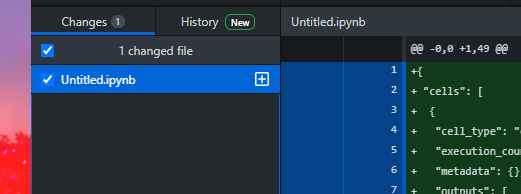 Changes 1
History New
Untitled.ipynb
1 changed file
Untitled.ipynb
@@ -0,0 +1,49 @@
1 +{
2 + "cells": [
3 + {
4 + "cell_type": "
5 + "execution_cou
6 + "metadata": {}
7 + "outputs": [